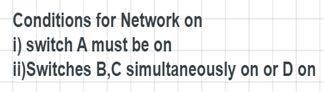 Conditions for Network on
i) switch A must be on
ii)Switches B,C simultaneously on or D on